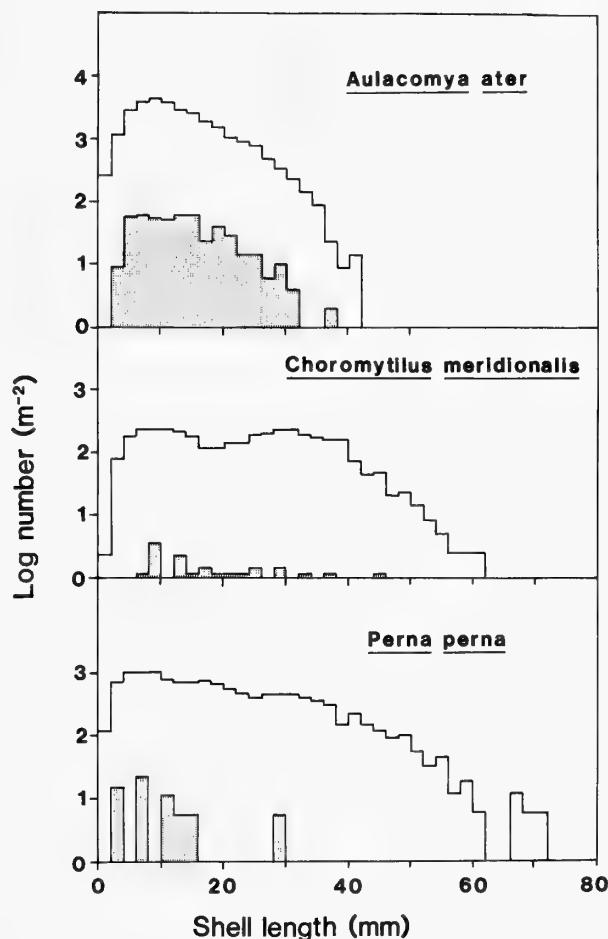 Aulacomya ater
4
3
2
1
0
Choromytilus meridionalis
3
2
1
0
Log number (m⁻²)
Perna perna
3
2
1
0
0 20 40 60 80
Shell length (mm)